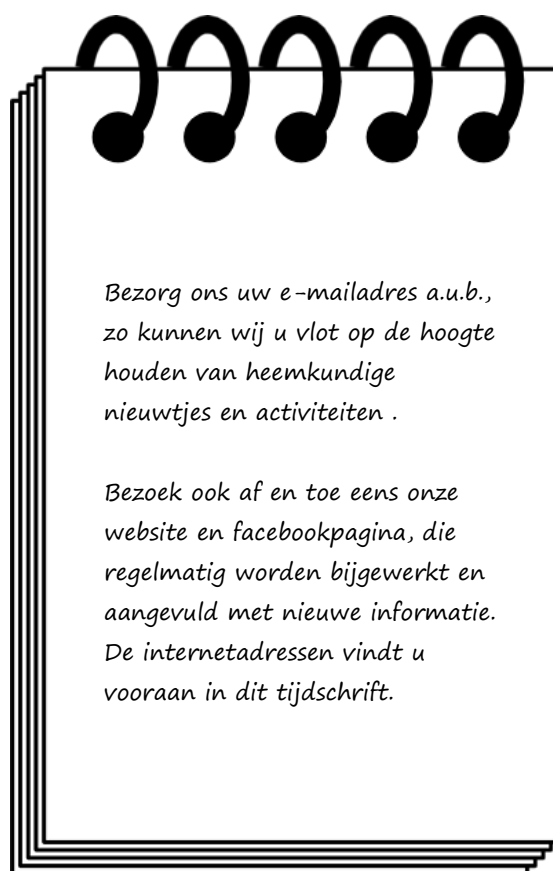 Bezorg ons uw e-mailadres a.u.b.,
zo kunnen wij u vlot op de hoogte
houden van heemkundige
nieuwtjes en activiteiten .
Bezoek ook af en toe eens onze
website en facebookpagina, die
regelmatig worden bijgewerkt en
aangevuld met nieuwe informatie.
De internetadressen vindt u
vooraan in dit tijdschrift.